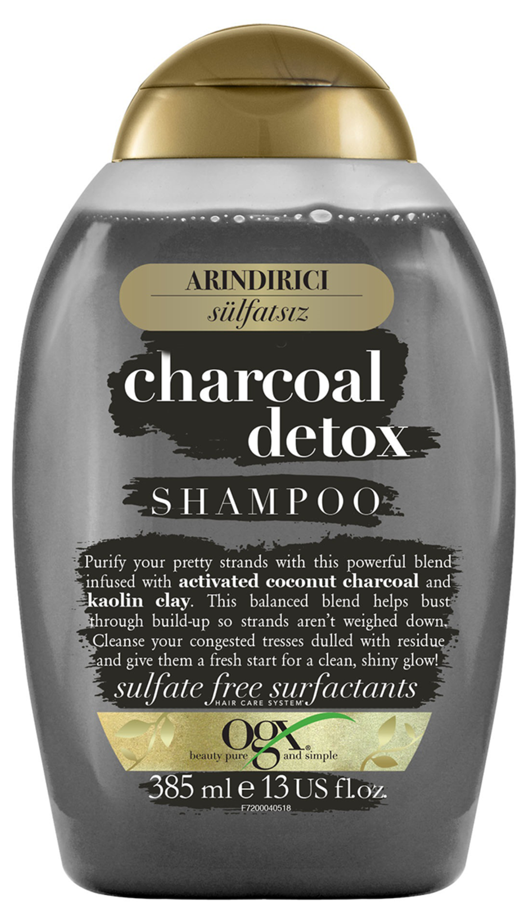 ARINDIRICI
sülfatsız
charcoal
detox
SHAMPOO
Purify your pretty strands with this powerful blend
infused with activated coconut charcoal and
kaolin clay. This balanced blend helps bust
through build-up so strands aren't weighed down.
Cleanse your congested tresses dulled with residue
and give them a fresh start for a clean, shiny glow!
sulfate free surfactants
HAIR CARE SYSTEM™
ogx®
beauty pure and simple
385 ml e 13 US fl.oz.
F7200040518